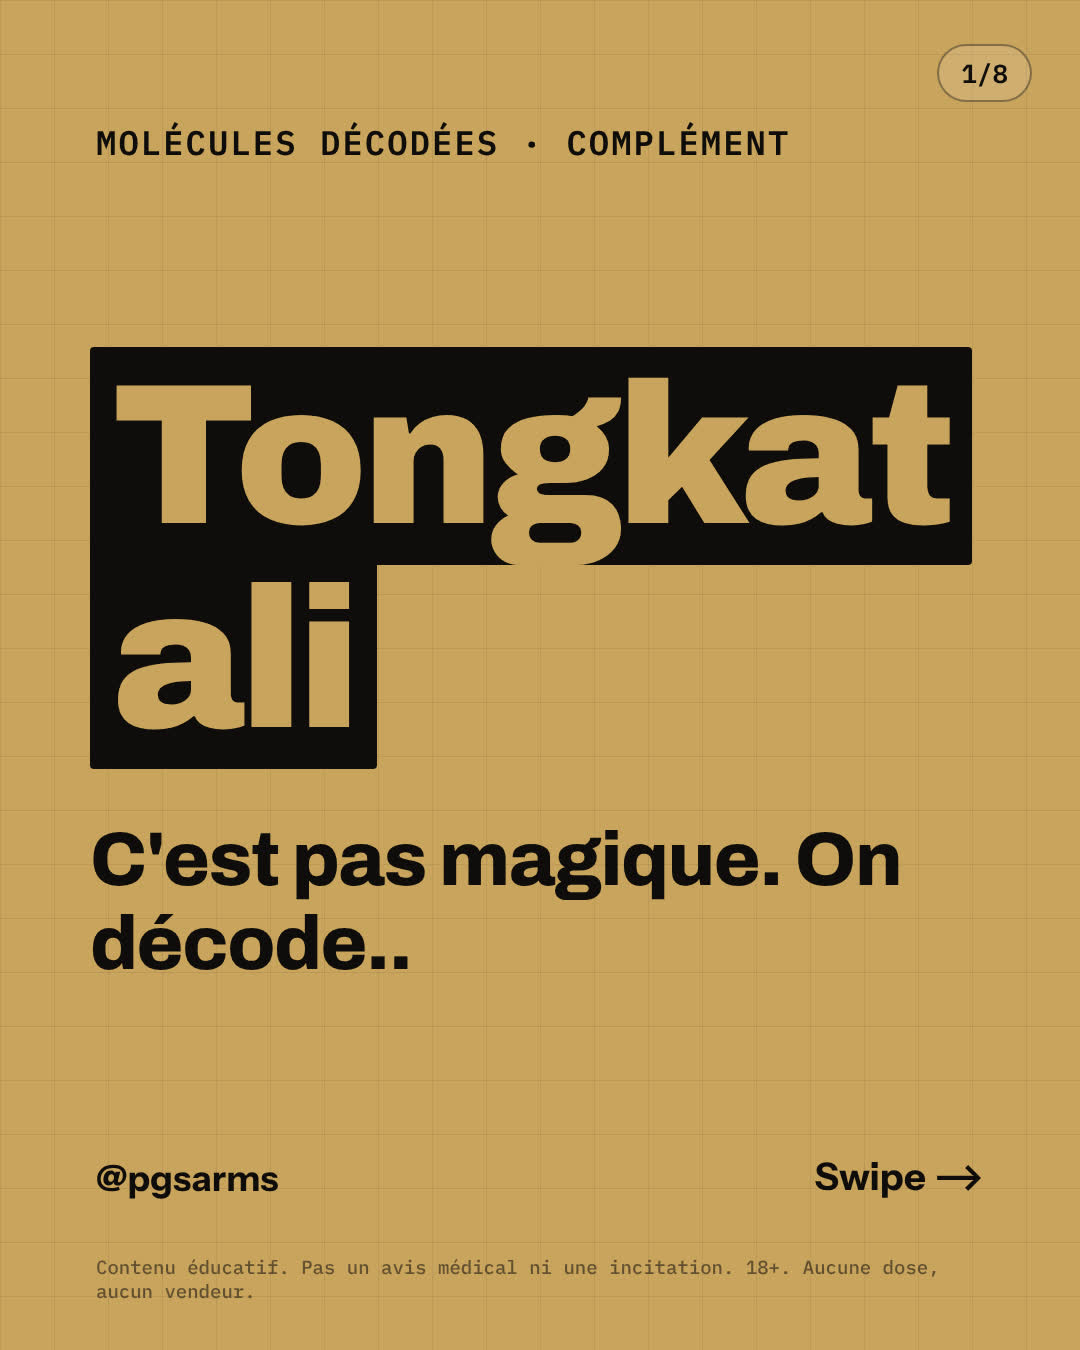 1/8
MOLÉCULES DÉCODÉES · COMPLÉMENT
Tongkat
ali
C'est pas magique. On
décode..
@pgsarms
Swipe →
Contenu éducatif. Pas un avis médical ni une incitation. 18+. Aucune dose,
aucun vendeur.